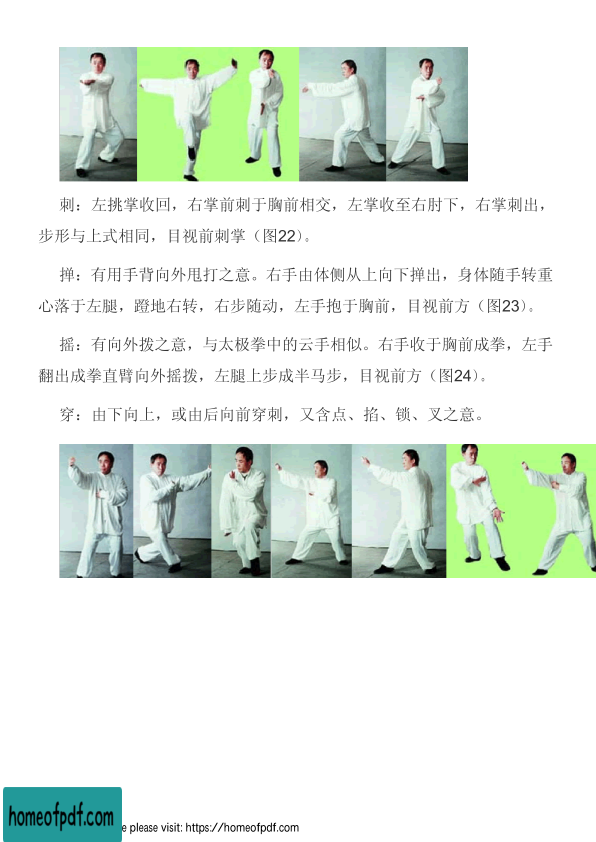 刺：左挑掌收回，右掌前刺于胸前相交，左掌收至右肘下，右掌刺出，
步形与上式相同，目视前刺掌（图22）。
掸：有用手背向外甩打之意。右手由体侧从上向下掸出，身体随手转重
心落于左腿，蹬地右转，右步随动，左手抱于胸前，目视前方（图23）。
摇：有向外拨之意，与太极拳中的云手相似。右手收于胸前成拳，左手
翻出成拳直臂向外摇拨，左腿上步成半马步，目视前方（图24）。
穿：由下向上，或由后向前穿刺，又含点、掐、锁、叉之意。
homeofpdf.com
e please visit: https://homeofpdf.com